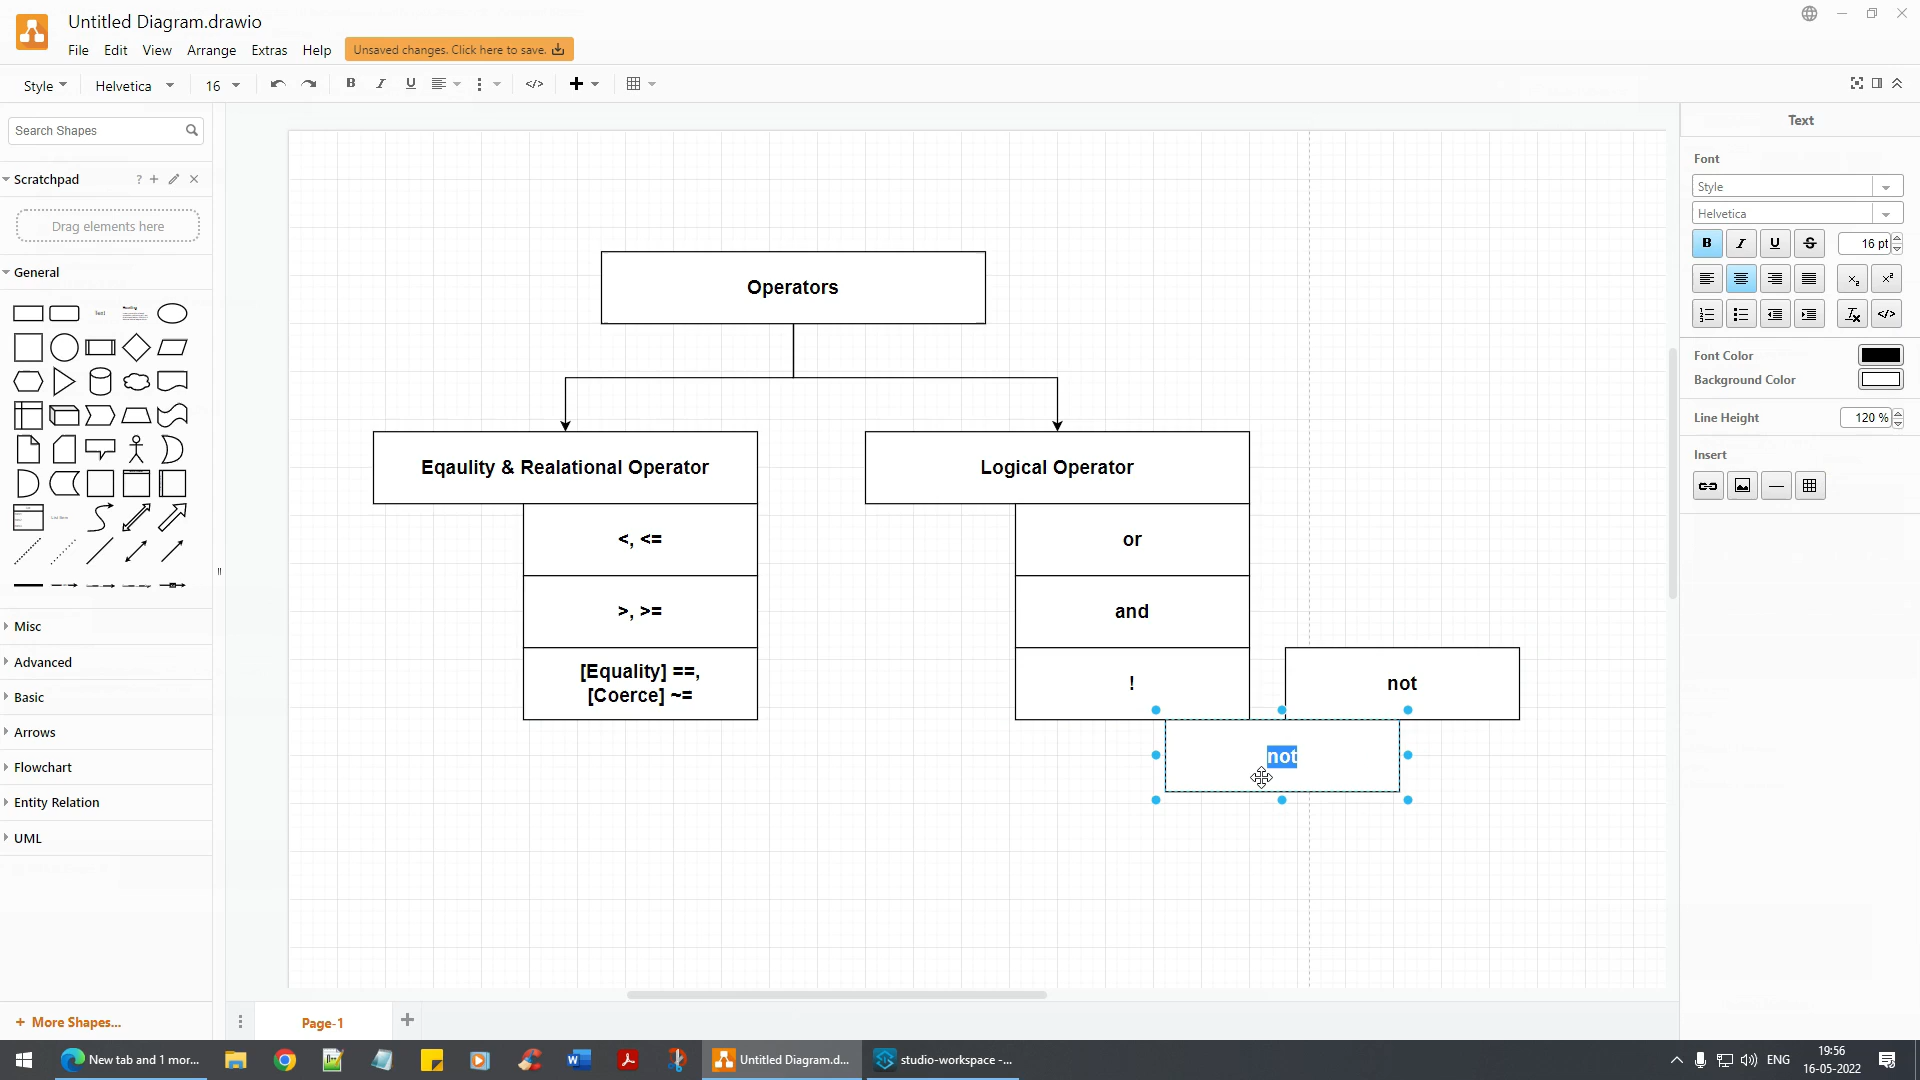 Untitled Diagram.drawio
File Edit View Arrange Extras Help Unsaved changes. Click here to save.
Style Helvetica 16 B I U </>
Search Shapes
Scratchpad ?
Drag elements here
General
Text
Heading
Misc
Advanced
Basic
Arrows
Flowchart
Entity Relation
UML
+ More Shapes...
Operators
Eqaulity & Realational Operator
Logical Operator
<, <=
or
>, >=
and
[Equality] ==,
[Coerce] ~=
!
not
not
Page-1
Text
Font
Style
Helvetica
B I U S 16 pt
Font Color
Background Color
Line Height 120 %
Insert
New tab and 1 mor...
Untitled Diagram.d...
studio-workspace -...
ENG
19:56
16-05-2022